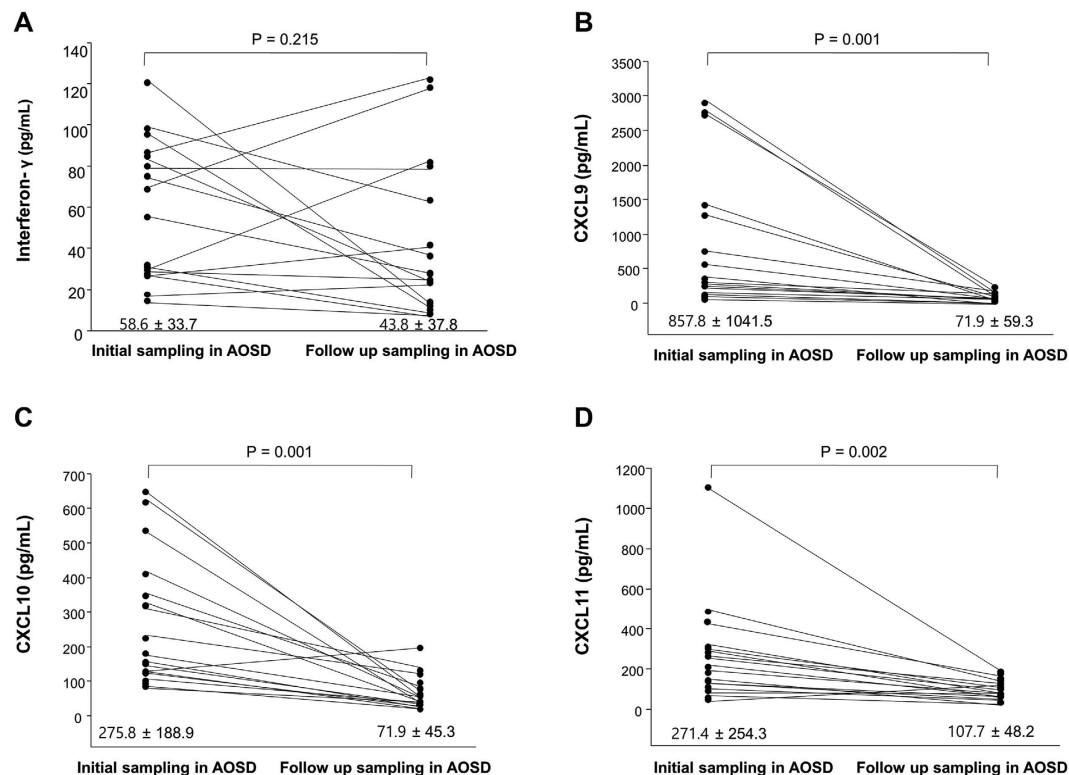 A
P = 0.215
Interferon- γ (pg/mL)
140
120
100
80
60
40
20
0
58.6 ± 33.7
43.8 ± 37.8
Initial sampling in AOSD
Follow up sampling in AOSD
B
P = 0.001
CXCL9 (pg/mL)
3500
3000
2500
2000
1500
1000
500
0
857.8 ± 1041.5
71.9 ± 59.3
Initial sampling in AOSD
Follow up sampling in AOSD
C
P = 0.001
CXCL10 (pg/mL)
700
600
500
400
300
200
100
0
275.8 ± 188.9
71.9 ± 45.3
Initial sampling in AOSD
Follow up sampling in AOSD
D
P = 0.002
CXCL11 (pg/mL)
1200
1000
800
600
400
200
0
271.4 ± 254.3
107.7 ± 48.2
Initial sampling in AOSD
Follow up sampling in AOSD